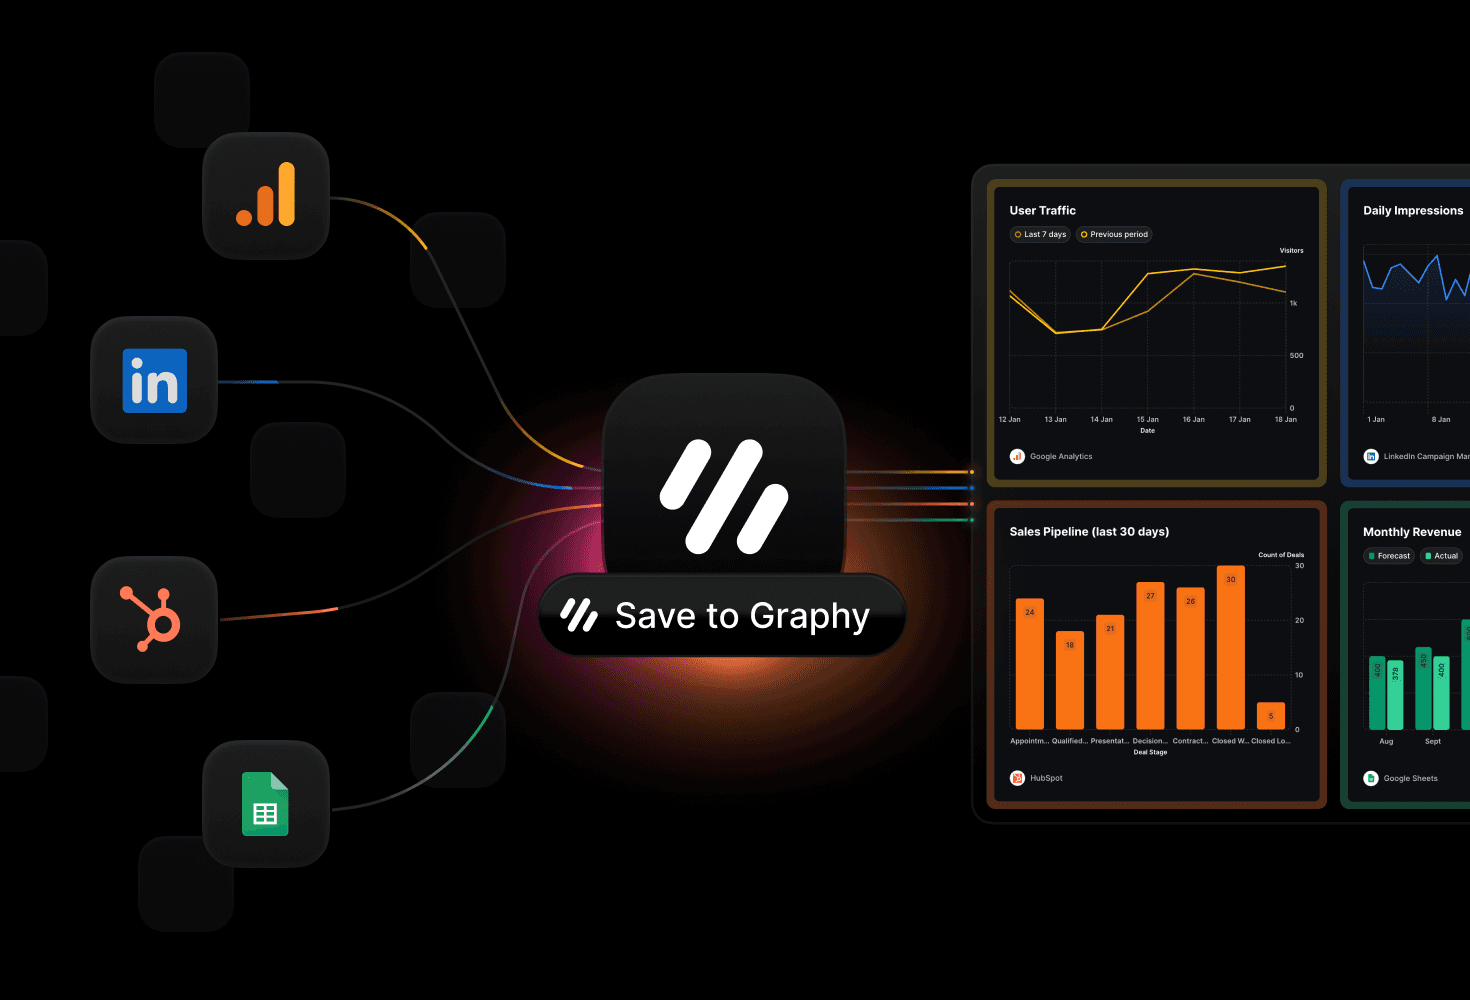 in
Save to Graphy
User Traffic
Last 7 days
Previous period
Visitors
1k
500
0
12 Jan 13 Jan 14 Jan 15 Jan 16 Jan 17 Jan 18 Jan
Date
Google Analytics
Daily Impressions
1 Jan 8 Jan
in LinkedIn Campaign Mar
Sales Pipeline (last 30 days)
Count of Deals
30
20
10
0
24 18 21 27 26 30 5
Appointm... Qualified... Presentat... Decision... Contract... Closed W... Closed Lo...
Deal Stage
HubSpot
Monthly Revenue
Forecast
Actual
400 378 450 400
Aug Sept
Google Sheets